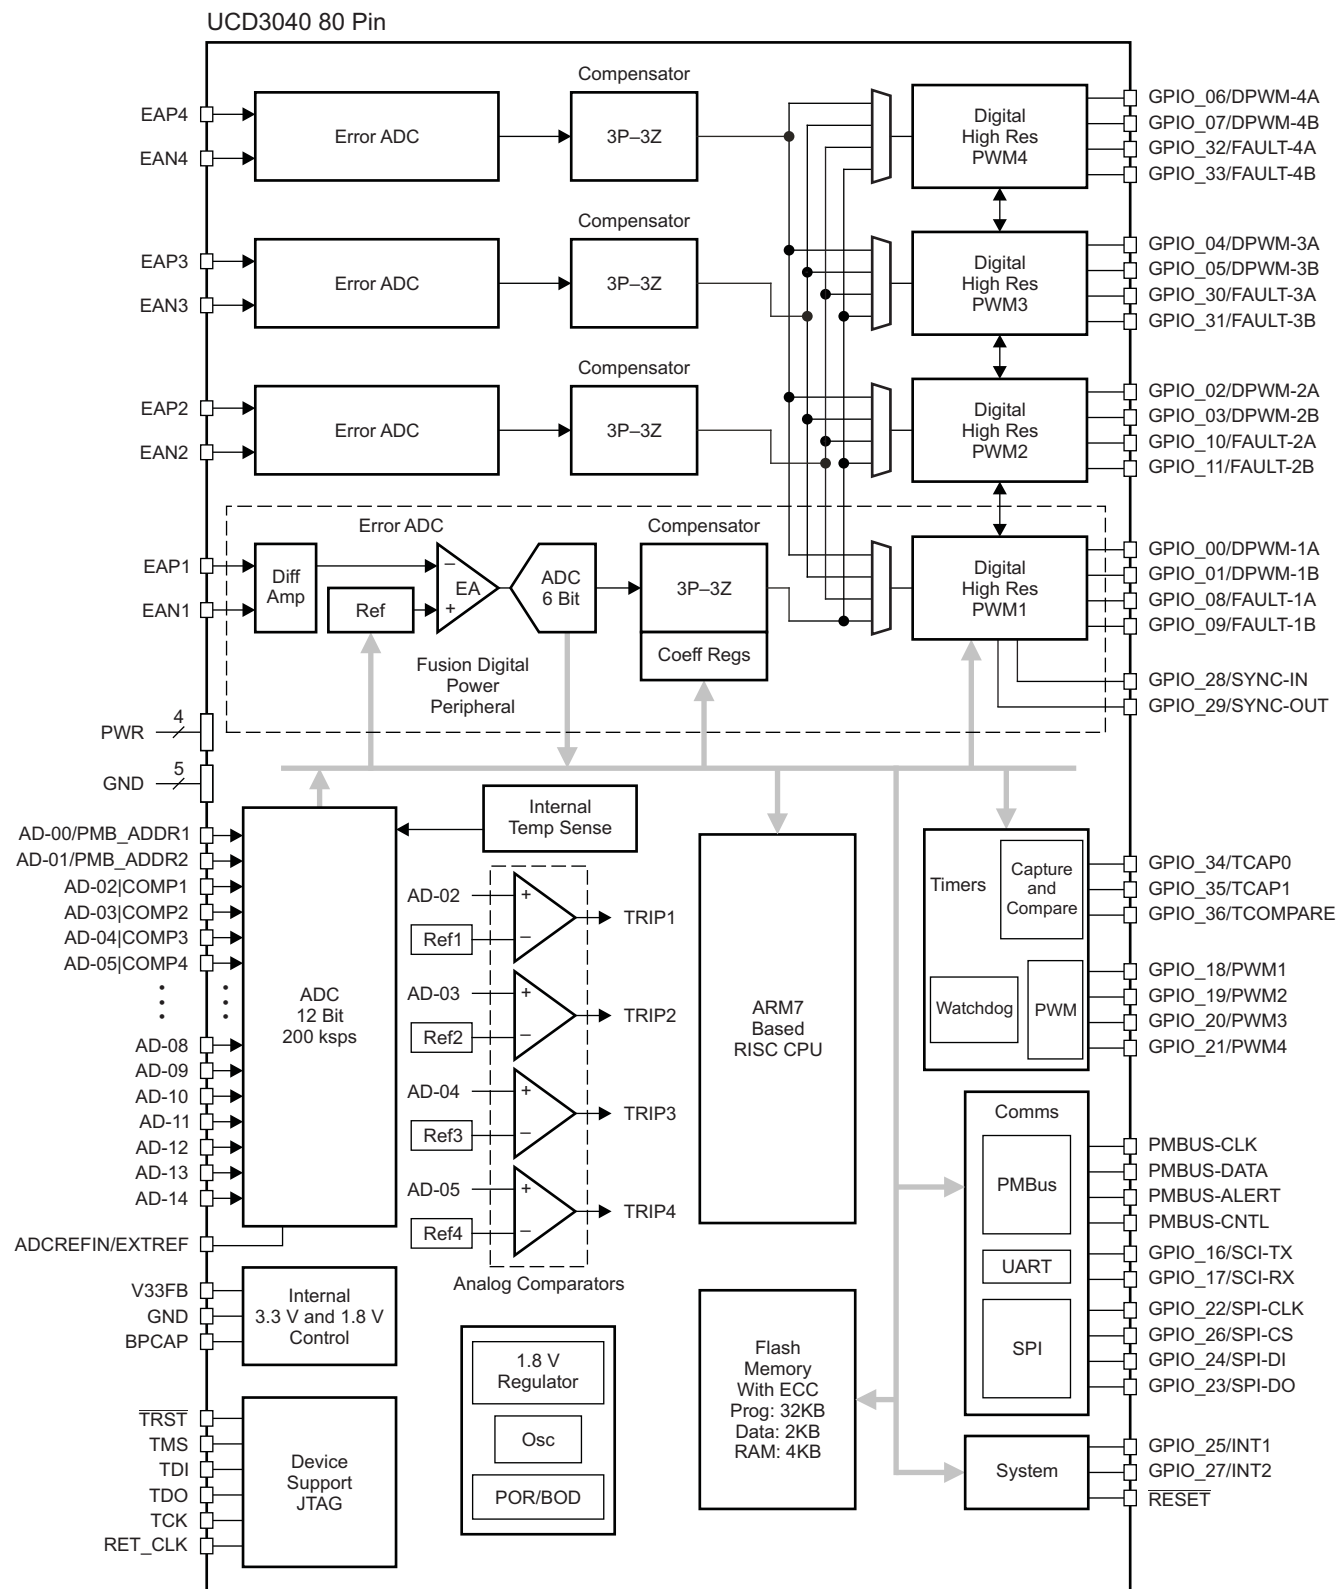 UCD3040 80 Pin
EAP4
EAN4
Error ADC
Compensator
3P–3Z
Digital
High Res
PWM4
GPIO_06/DPWM-4A
GPIO_07/DPWM-4B
GPIO_32/FAULT-4A
GPIO_33/FAULT-4B
EAP3
EAN3
Error ADC
Compensator
3P–3Z
Digital
High Res
PWM3
GPIO_04/DPWM-3A
GPIO_05/DPWM-3B
GPIO_30/FAULT-3A
GPIO_31/FAULT-3B
EAP2
EAN2
Error ADC
Compensator
3P–3Z
Digital
High Res
PWM2
GPIO_02/DPWM-2A
GPIO_03/DPWM-2B
GPIO_10/FAULT-2A
GPIO_11/FAULT-2B
EAP1
EAN1
Error ADC
Diff
Amp
Ref
–
EA
+
ADC
6 Bit
Compensator
3P–3Z
Coeff Regs
Fusion Digital
Power
Peripheral
Digital
High Res
PWM1
GPIO_00/DPWM-1A
GPIO_01/DPWM-1B
GPIO_08/FAULT-1A
GPIO_09/FAULT-1B
GPIO_28/SYNC-IN
GPIO_29/SYNC-OUT
PWR
4
GND
5
AD-00/PMB_ADDR1
AD-01/PMB_ADDR2
AD-02|COMP1
AD-03|COMP2
AD-04|COMP3
AD-05|COMP4
AD-08
AD-09
AD-10
AD-11
AD-12
AD-13
AD-14
ADCREFIN/EXTREF
ADC
12 Bit
200 ksps
Internal
Temp Sense
AD-02
+
Ref1
–
TRIP1
AD-03
+
Ref2
–
TRIP2
AD-04
+
Ref3
–
TRIP3
AD-05
+
Ref4
–
TRIP4
Analog Comparators
ARM7
Based
RISC CPU
Timers
Capture
and
Compare
Watchdog
PWM
GPIO_34/TCAP0
GPIO_35/TCAP1
GPIO_36/TCOMPARE
GPIO_18/PWM1
GPIO_19/PWM2
GPIO_20/PWM3
GPIO_21/PWM4
Comms
PMBus
UART
SPI
PMBUS-CLK
PMBUS-DATA
PMBUS-ALERT
PMBUS-CNTL
GPIO_16/SCI-TX
GPIO_17/SCI-RX
GPIO_22/SPI-CLK
GPIO_26/SPI-CS
GPIO_24/SPI-DI
GPIO_23/SPI-DO
V33FB
GND
BPCAP
Internal
3.3 V and 1.8 V
Control
1.8 V
Regulator
Osc
POR/BOD
Flash
Memory
With ECC
Prog: 32KB
Data: 2KB
RAM: 4KB
System
GPIO_25/INT1
GPIO_27/INT2
RESET
TRST
TMS
TDI
TDO
TCK
RET_CLK
Device
Support
JTAG